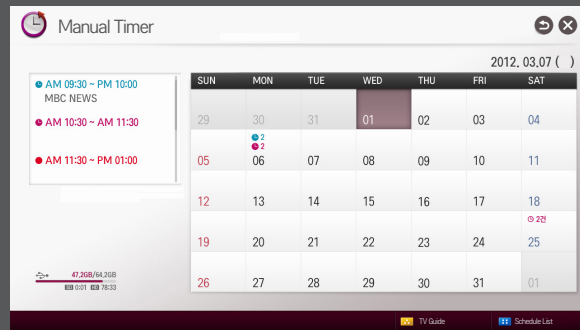 Manual Timer
2012, 03,07 ( )
AM 09:30 ~ PM 10:00
MBC NEWS
AM 10:30 ~ AM 11:30
AM 11:30 ~ PM 01:00
SUN MON TUE WED THU FRI SAT
29 30 31 01 02 03 04
2
2
05 06 07 08 09 10 11
12 13 14 15 16 17 18
2건
19 20 21 22 23 24 25
26 27 28 29 30 31 01
47.2GB/64.2GB
SD 0:01 HD 78:33
TV Guide Schedule List